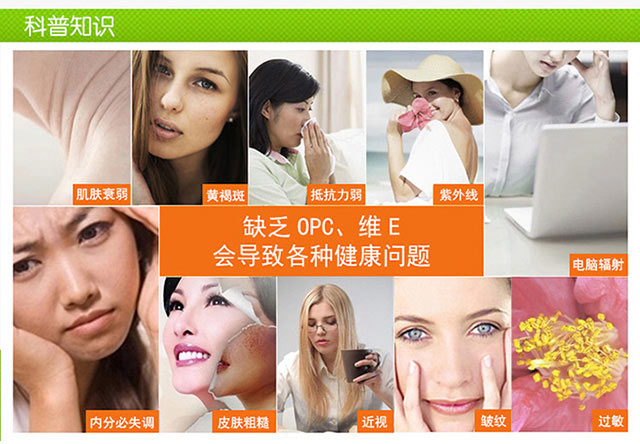 科普知识
肌肤衰弱
黄褐斑
抵抗力弱
紫外线
电脑辐射
缺乏 OPC、维 E
会导致各种健康问题
内分必失调
皮肤粗糙
近视
皱纹
过敏